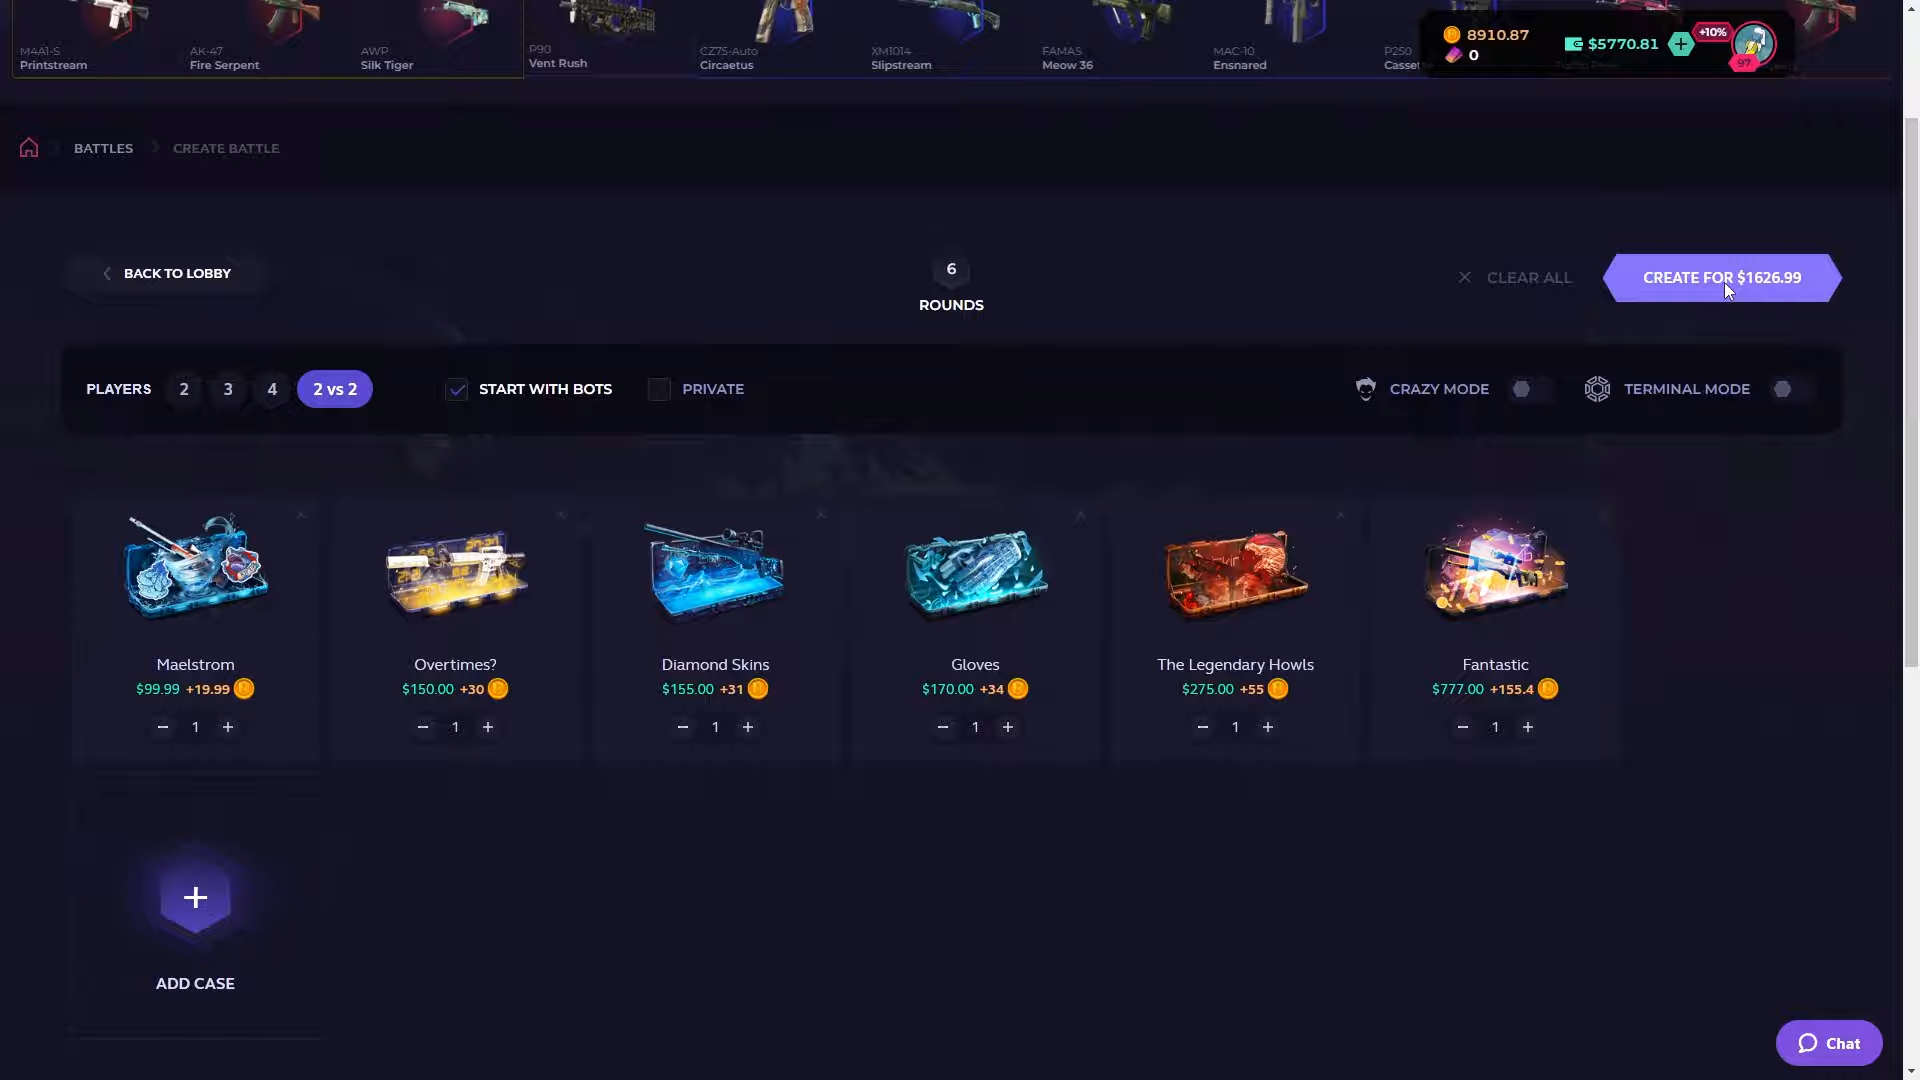 M4A1-S
Printstream
AK-47
Fire Serpent
AWP
Silk Tiger
P90
Vent Rush
CZ75-Auto
Circaetus
XM1014
Slipstream
FAMAS
Meow 36
MAC-10
Ensnared
P250
8910.87
0
$5770.81
+10%
97
BATTLES
CREATE BATTLE
BACK TO LOBBY
6
ROUNDS
CLEAR ALL
CREATE FOR $1626.99
PLAYERS 2 3 4 2 vs 2
START WITH BOTS
PRIVATE
CRAZY MODE
TERMINAL MODE
Maelstrom
$99.99 +19.99
1
Overtimes?
$150.00 +30
1
Diamond Skins
$155.00 +31
1
Gloves
$170.00 +34
1
The Legendary Howls
$275.00 +55
1
Fantastic
$777.00 +155.4
1
ADD CASE
Chat